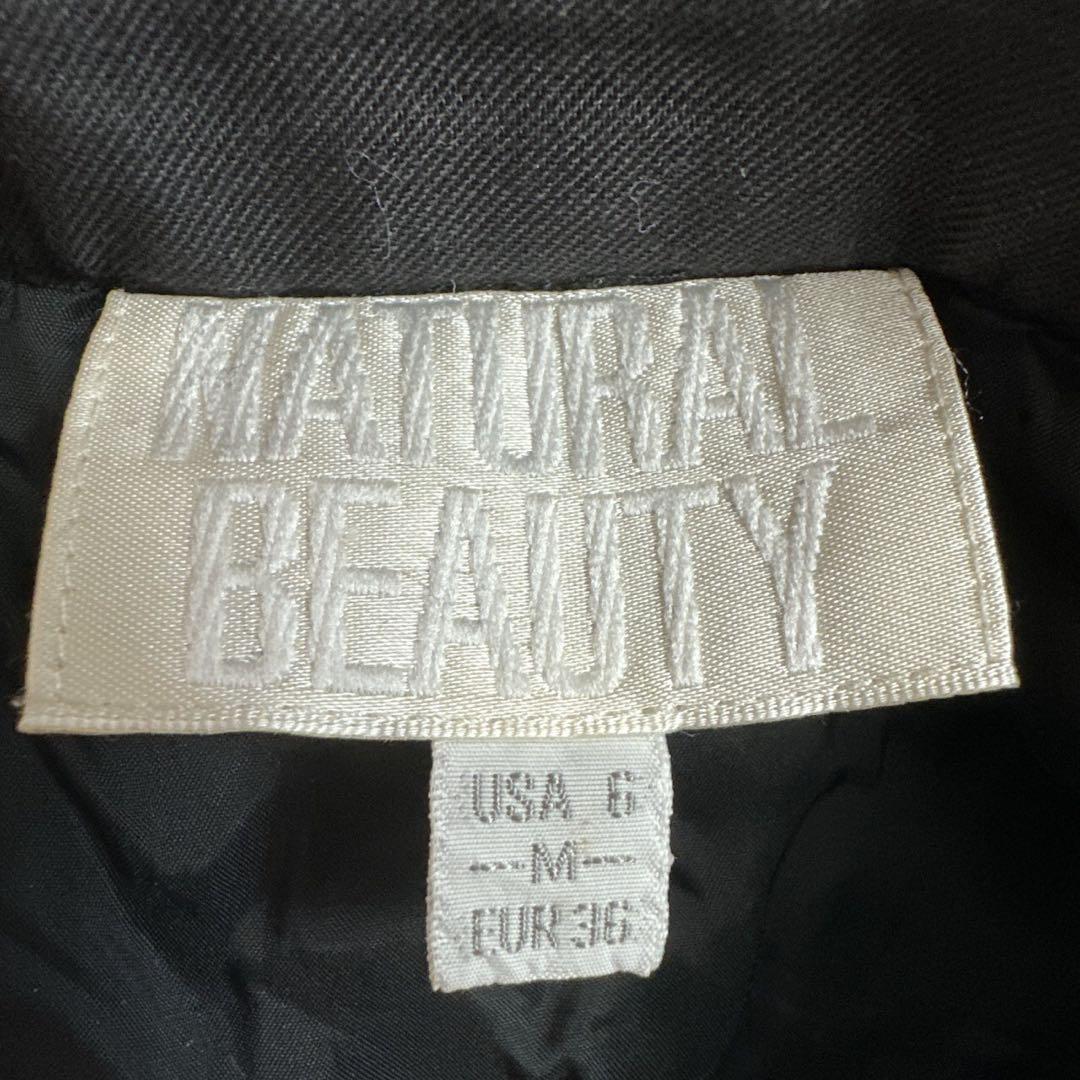 NATURAL
BEAUTY
USA 6
—M—
EUR 36